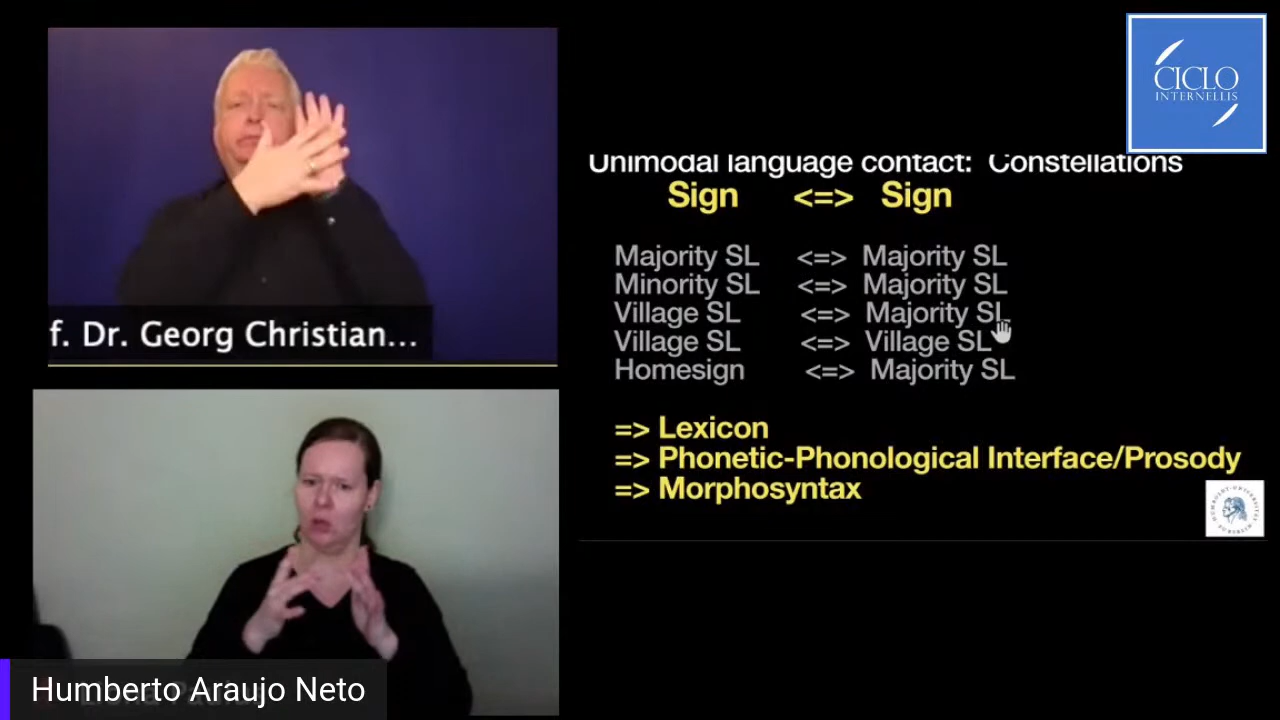 CICLO
INTERNELLIS
Unimodal language contact: Constellations
Sign <=> Sign
Majority SL <=> Majority SL
Minority SL <=> Majority SL
Village SL <=> Majority SL
Village SL <=> Village SL
Homesign <=> Majority SL
=> Lexicon
=> Phonetic-Phonological Interface/Prosody
=> Morphosyntax
f. Dr. Georg Christian...
Humberto Araujo Neto